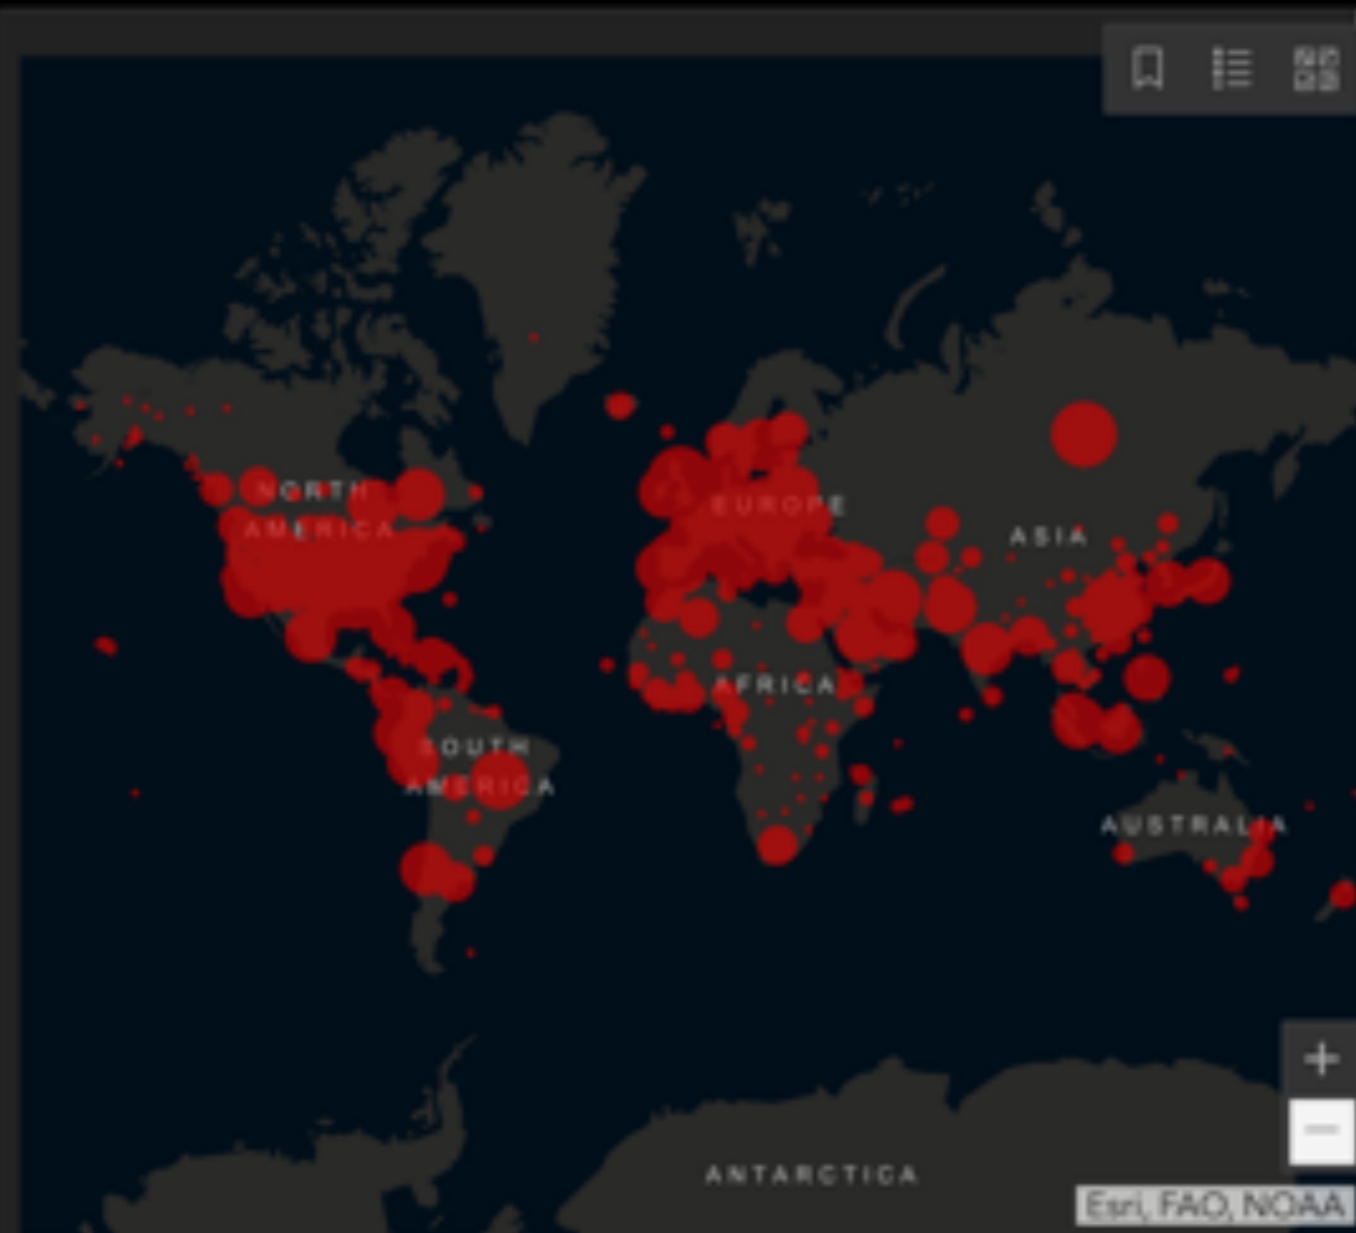 NORTH
AMERICA
EUROPE
ASIA
AFRICA
SOUTH
AMERICA
AUSTRALIA
ANTARCTICA
+
−
Esri, FAO, NOAA